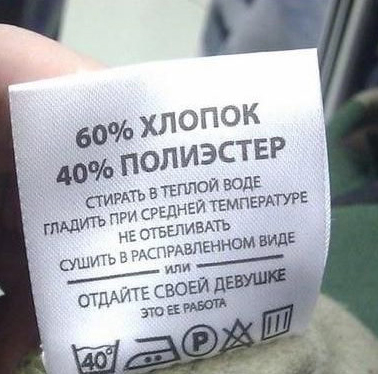 60% ХЛОПОК
40% ПОЛИЭСТЕР
СТИРАТЬ В ТЕПЛОЙ ВОДЕ
ГЛАДИТЬ ПРИ СРЕДНЕЙ ТЕМПЕРАТУРЕ
НЕ ОТБЕЛИВАТЬ
СУШИТЬ В РАСПРАВЛЕННОМ ВИДЕ
ИЛИ
ОТДАЙТЕ СВОЕЙ ДЕВУШКЕ
ЭТО ЕЕ РАБОТА
40° P